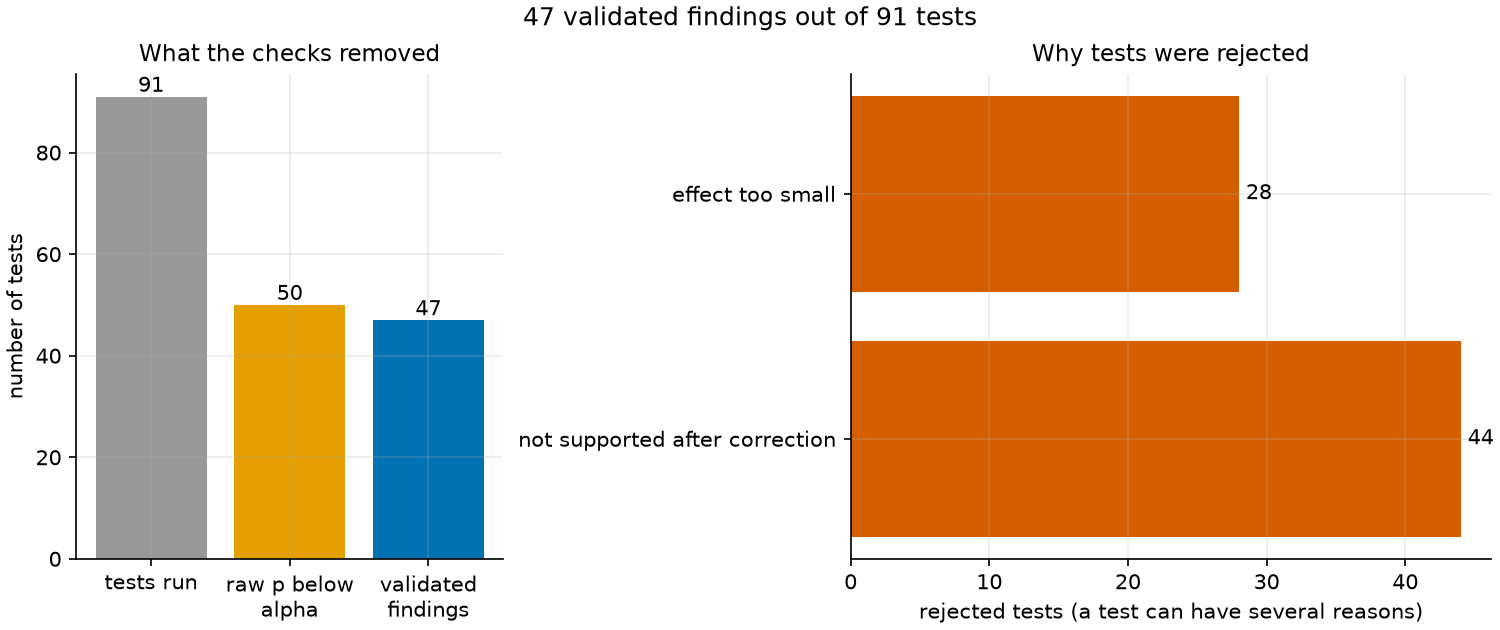 47 validated findings out of 91 tests
What the checks removed
number of tests
80
60
40
20
0
91
50
47
tests run
raw p below
alpha
validated
findings
Why tests were rejected
effect too small
28
not supported after correction
44
0
10
20
30
40
rejected tests (a test can have several reasons)